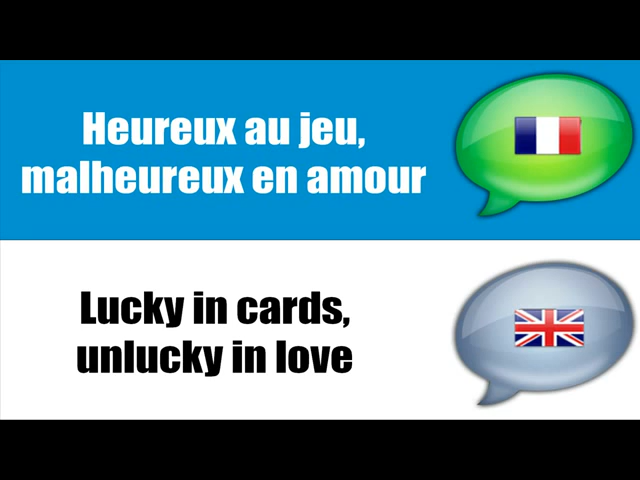 Heureux au jeu,
malheureux en amour
Lucky in cards,
unlucky in love